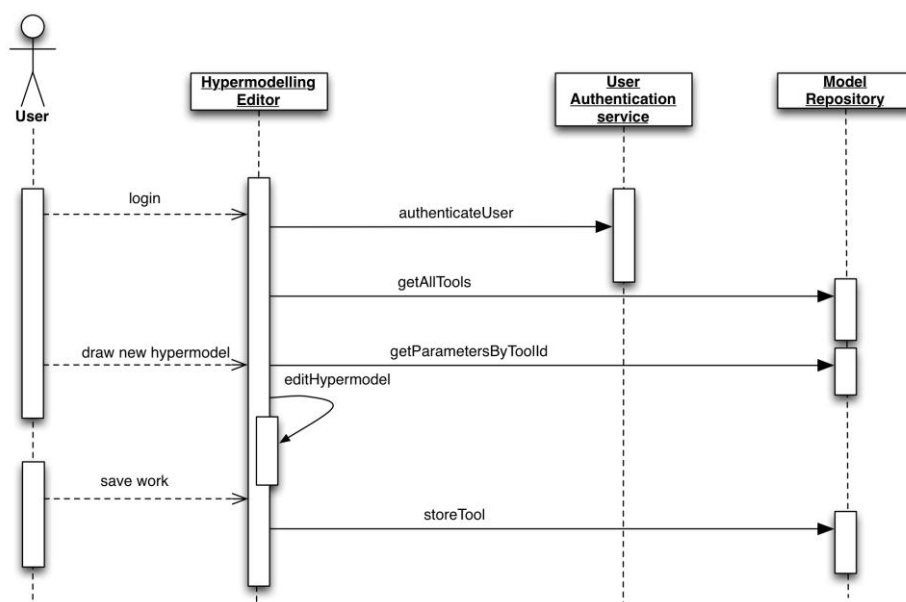 Hypermodelling
Editor
User
Authentication
service
Model
Repository
User
login
authenticateUser
getAllTools
draw new hypermodel
getParametersByToolId
editHypermodel
save work
storeTool